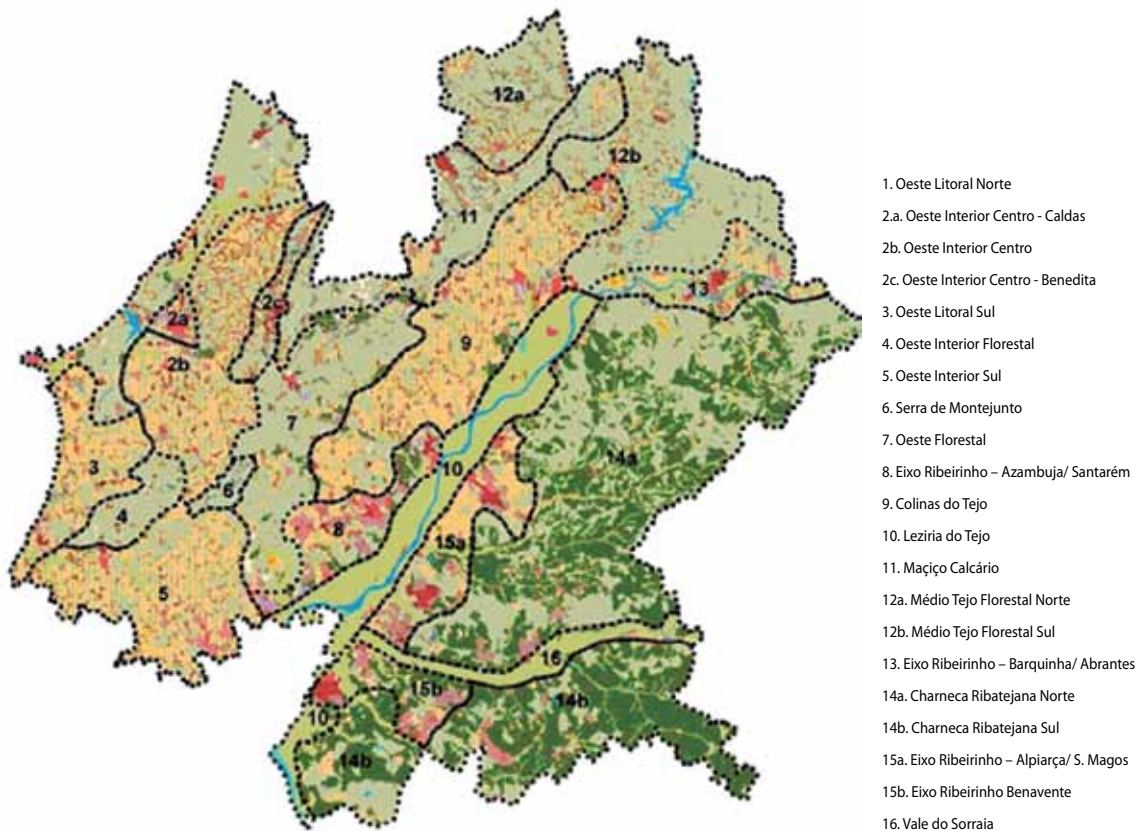 12a
12b
11
1
13
2c
2a
9
2b
7
14a
10
3
6
8
4
15a
5
16
15b
14b
10
14b
1. Oeste Litoral Norte
2.a. Oeste Interior Centro - Caldas
2b. Oeste Interior Centro
2c. Oeste Interior Centro - Benedita
3. Oeste Litoral Sul
4. Oeste Interior Florestal
5. Oeste Interior Sul
6. Serra de Montejunto
7. Oeste Florestal
8. Eixo Ribeirinho – Azambuja/ Santarém
9. Colinas do Tejo
10. Leziria do Tejo
11. Maçiço Calcário
12a. Médio Tejo Florestal Norte
12b. Médio Tejo Florestal Sul
13. Eixo Ribeirinho – Barquinha/ Abrantes
14a. Charneca Ribatejana Norte
14b. Charneca Ribatejana Sul
15a. Eixo Ribeirinho – Alpiarça/ S. Magos
15b. Eixo Ribeirinho Benavente
16. Vale do Sorraia